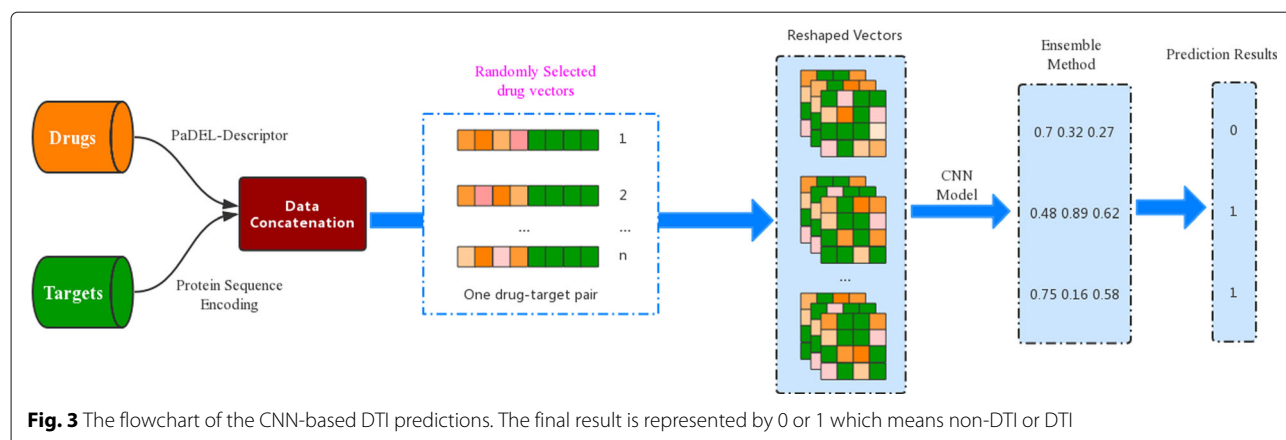 Drugs
PaDEL-Descriptor
Targets
Protein Sequence
Encoding
Data
Concatenation
Randomly Selected
drug vectors
1
2
... ...
n
One drug-target pair
Reshaped Vectors
...
CNN
Model
Ensemble
Method
0.7 0.32 0.27
0.48 0.89 0.62
0.75 0.16 0.58
Prediction Results
0
1
1
Fig. 3 The flowchart of the CNN-based DTI predictions. The final result is represented by 0 or 1 which means non-DTI or DTI